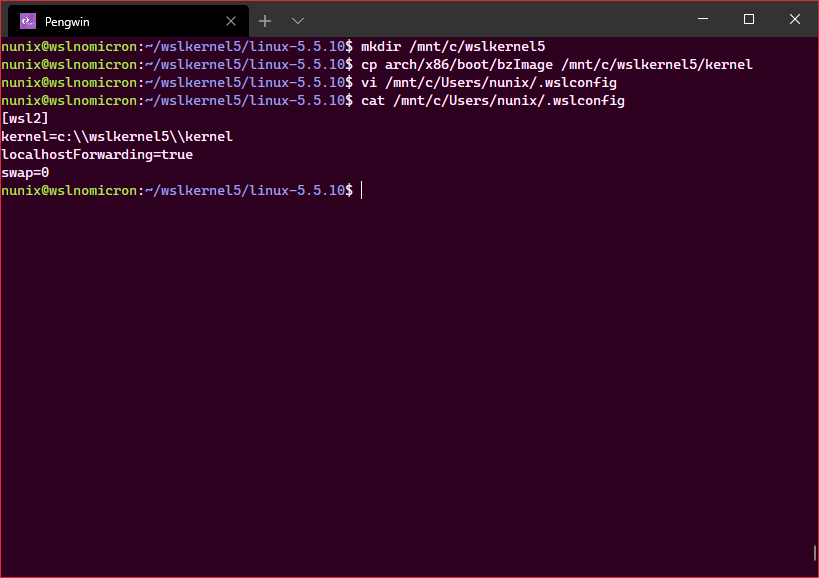 Pengwin
nunix@wslnomicron:~/wslkernel5/linux-5.5.10$ mkdir /mnt/c/wslkernel5
nunix@wslnomicron:~/wslkernel5/linux-5.5.10$ cp arch/x86/boot/bzImage /mnt/c/wslkernel5/kernel
nunix@wslnomicron:~/wslkernel5/linux-5.5.10$ vi /mnt/c/Users/nunix/.wslconfig
nunix@wslnomicron:~/wslkernel5/linux-5.5.10$ cat /mnt/c/Users/nunix/.wslconfig
[wsl2]
kernel=c:\\wslkernel5\\kernel
localhostForwarding=true
swap=0
nunix@wslnomicron:~/wslkernel5/linux-5.5.10$